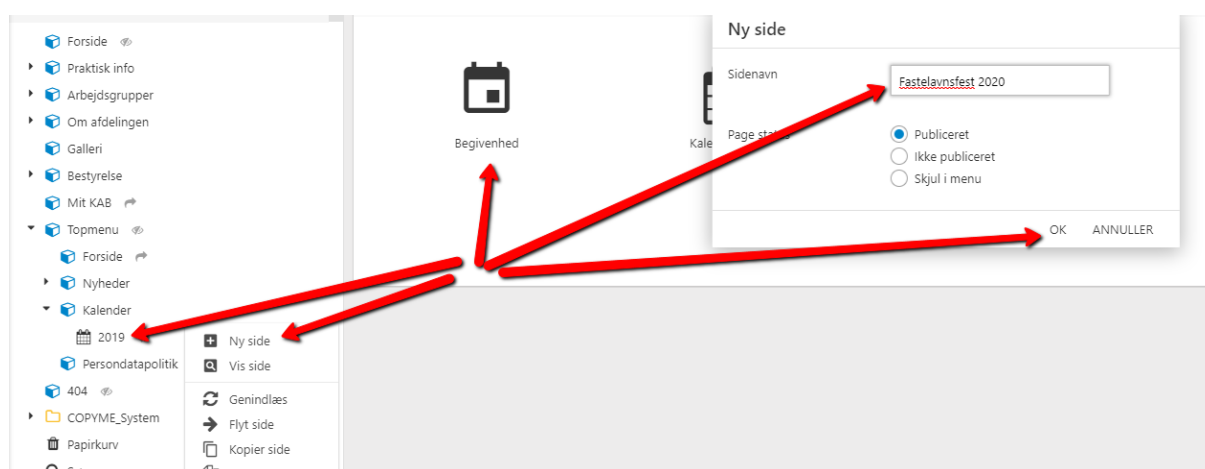 Forside
Praktisk info
Arbejdsgrupper
Om afdelingen
Galleri
Bestyrelse
Mit KAB
Topmenu
Forside
Nyheder
Kalender
2019
Persondatapolitik
404
COPYME_System
Papirkurv
Ny side
Vis side
Genindlæs
Flyt side
Kopier side
Begivenhed
Kale
Ny side
Sidenavn
Fastelavnsfest 2020
Page status
Publiceret
Ikke publiceret
Skjul i menu
OK ANNULLER